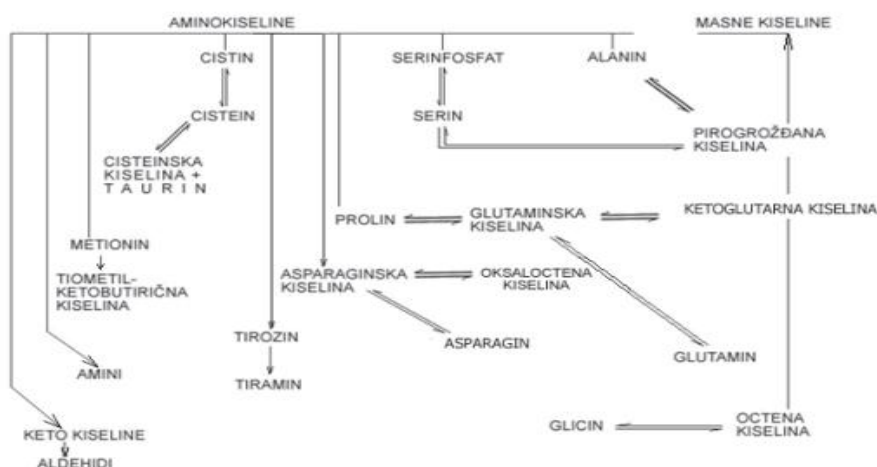 AMINOKISELINE
MASNE KISELINE
CISTIN
SERINFOSFAT
ALANIN
CISTEIN
SERIN
PIROGROŽĐANA
KISELINA
CISTEINSKA
KISELINA +
T A U R I N
PROLIN
GLUTAMINSKA
KISELINA
KETOGLUTARNA KISELINA
METIONIN
TIOMETIL-
KETOBUTIRIČNA
KISELINA
ASPARAGINSKA
KISELINA
OKSALOCTENA
KISELINA
TIROZIN
ASPARAGIN
GLUTAMIN
AMINI
TIRAMIN
GLICIN
OCTENA
KISELINA
KETO KISELINE
ALDEHIDI